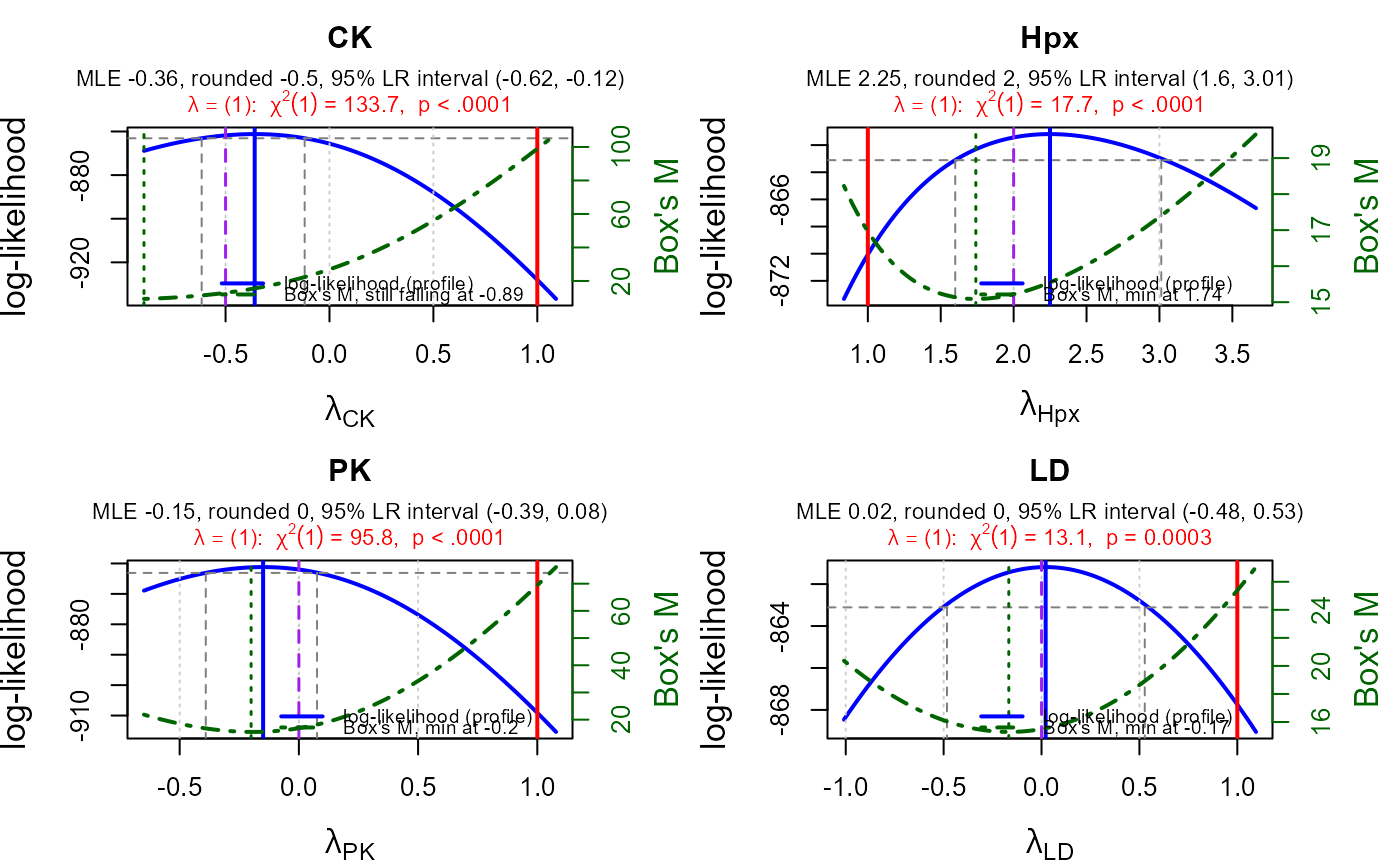 CK
MLE -0.36, rounded -0.5, 95% LR interval (-0.62, -0.12)
λ = (1): χ²(1) = 133.7, p < .0001
log-likelihood
-880
-920
100
60
20
Box's M
log-likelihood (profile)
Box's M, still falling at -0.89
-0.5 0.0 0.5 1.0
λCK
Hpx
MLE 2.25, rounded 2, 95% LR interval (1.6, 3.01)
λ = (1): χ²(1) = 17.7, p < .0001
log-likelihood
-866
-872
19
17
15
Box's M
log-likelihood (profile)
Box's M, min at 1.74
1.0 1.5 2.0 2.5 3.0 3.5
λHpx
PK
MLE -0.15, rounded 0, 95% LR interval (-0.39, 0.08)
λ = (1): χ²(1) = 95.8, p < .0001
log-likelihood
-880
-910
60
40
20
Box's M
log-likelihood (profile)
Box's M, min at -0.2
-0.5 0.0 0.5 1.0
λPK
LD
MLE 0.02, rounded 0, 95% LR interval (-0.48, 0.53)
λ = (1): χ²(1) = 13.1, p = 0.0003
log-likelihood
-864
-868
24
20
16
Box's M
log-likelihood (profile)
Box's M, min at -0.17
-1.0 -0.5 0.0 0.5 1.0
λLD